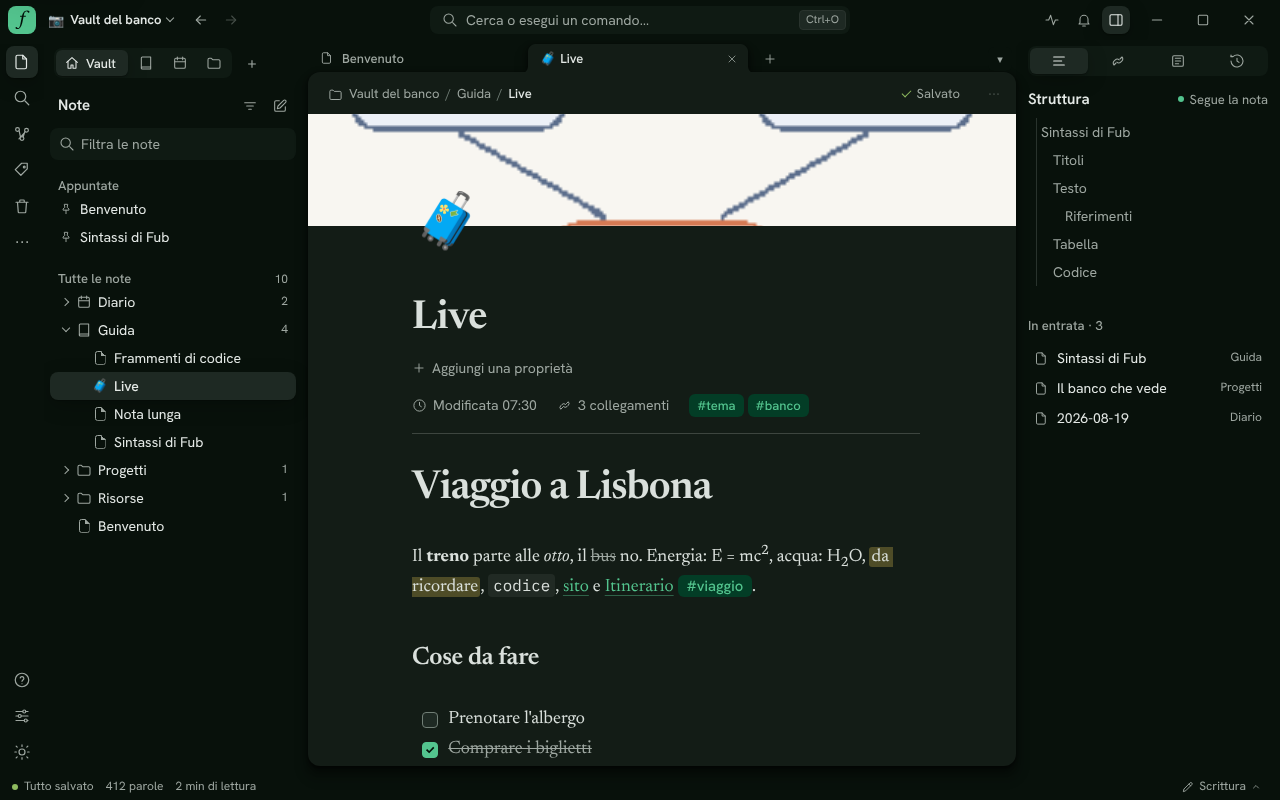 f
Vault del banco
Cerca o esegui un comando...
Ctrl+O
Vault
Note
Filtra le note
Appuntate
Benvenuto
Sintassi di Fub
Tutte le note 10
Diario 2
Guida 4
Frammenti di codice
Live
Nota lunga
Sintassi di Fub
Progetti 1
Risorse 1
Benvenuto
Benvenuto
Live
Vault del banco / Guida / Live
Salvato
Live
Aggiungi una proprietà
Modificata 07:30 3 collegamenti #tema #banco
Viaggio a Lisbona
Il treno parte alle otto, il bus no. Energia: E = mc², acqua: H₂O, da
ricordare, codice, sito e Itinerario #viaggio.
Cose da fare
Prenotare l'albergo
Comprare i biglietti
Struttura
Segue la nota
Sintassi di Fub
Titoli
Testo
Riferimenti
Tabella
Codice
In entrata · 3
Sintassi di Fub Guida
Il banco che vede Progetti
2026-08-19 Diario
Tutto salvato 412 parole 2 min di lettura
Scrittura